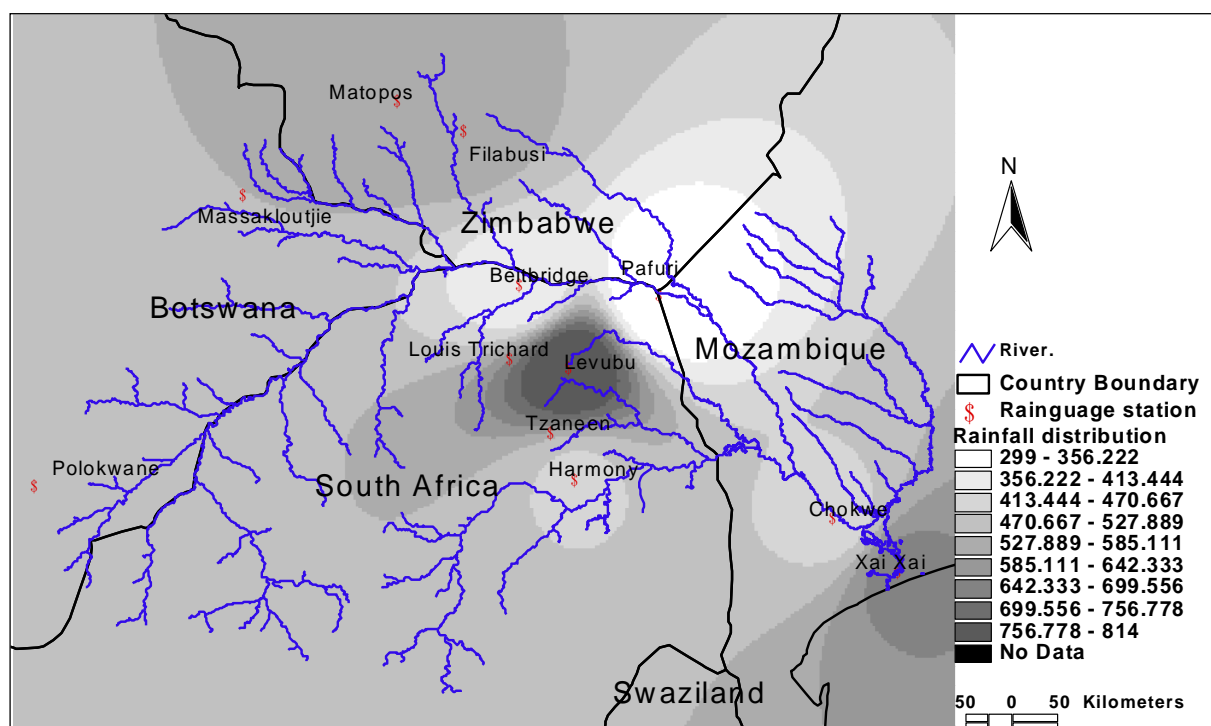 Matopos
Filabusi
Massakloutjie
Zimbabwe
Beitbridge
Pafuri
Botswana
Louis Trichard
Levubu
Mozambique
Tzaneen
Polokwane
South Africa
Harmony
Chokwe
Xai Xai
Swaziland
N
River.
Country Boundary
$ Rainguage station
Rainfall distribution
299 - 356.222
356.222 - 413.444
413.444 - 470.667
470.667 - 527.889
527.889 - 585.111
585.111 - 642.333
642.333 - 699.556
699.556 - 756.778
756.778 - 814
No Data
50 0 50 Kilometers